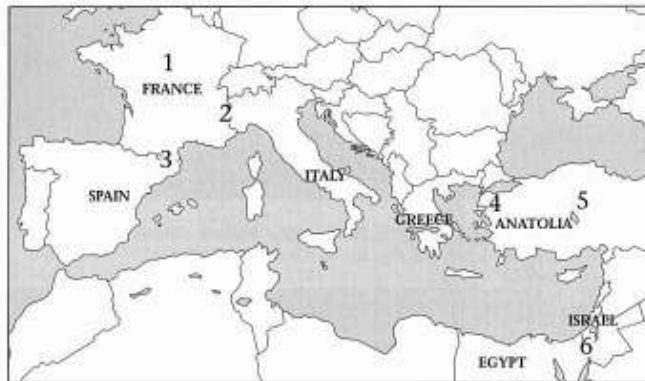 1
FRANCE
2
3
ITALY
SPAIN
4
5
GREECE
ANATOLIA
ISRAEL
6
EGYPT